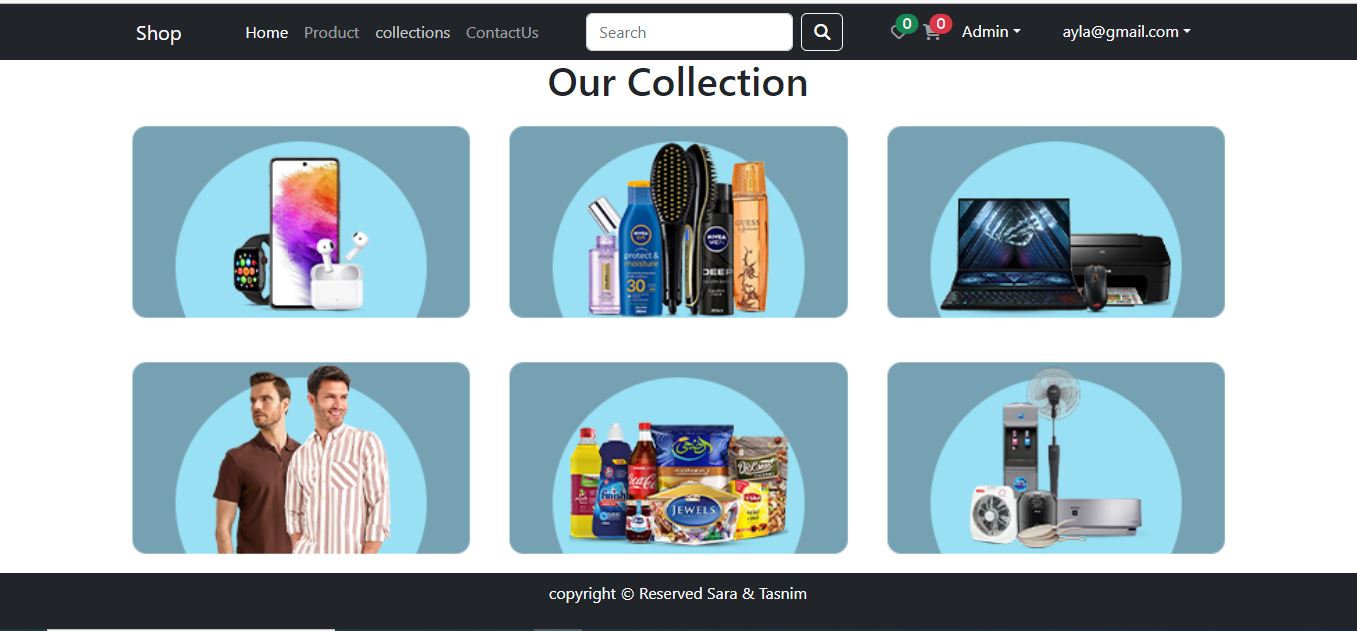 Shop
Home
Product
collections
ContactUs
Search
0
0
Admin
ayla@gmail.com
Our Collection
NIVEA
SUN
protect &
moisture
30
NIVEA
MEN
DEEP
GUESS
finish
Coca-Cola
JEWELS
copyright © Reserved Sara & Tasnim